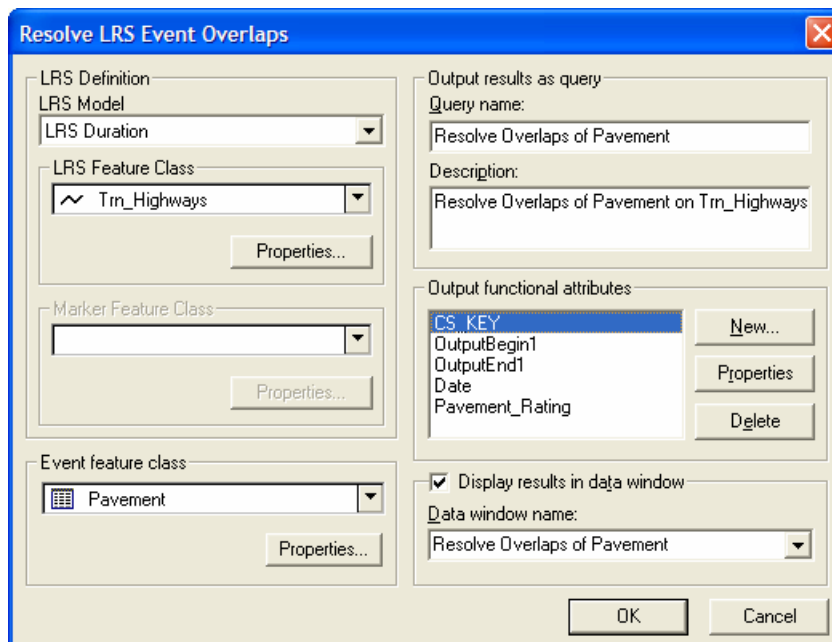 Resolve LRS Event Overlaps
LRS Definition
LRS Model
LRS Duration
LRS Feature Class
Trn_Highways
Properties...
Marker Feature Class
Properties...
Event feature class
Pavement
Properties...
Output results as query
Query name:
Resolve Overlaps of Pavement
Description:
Resolve Overlaps of Pavement on Trn_Highways
Output functional attributes
CS_KEY
OutputBegin1
OutputEnd1
Date
Pavement_Rating
New...
Properties
Delete
Display results in data window
Data window name:
Resolve Overlaps of Pavement
OK
Cancel